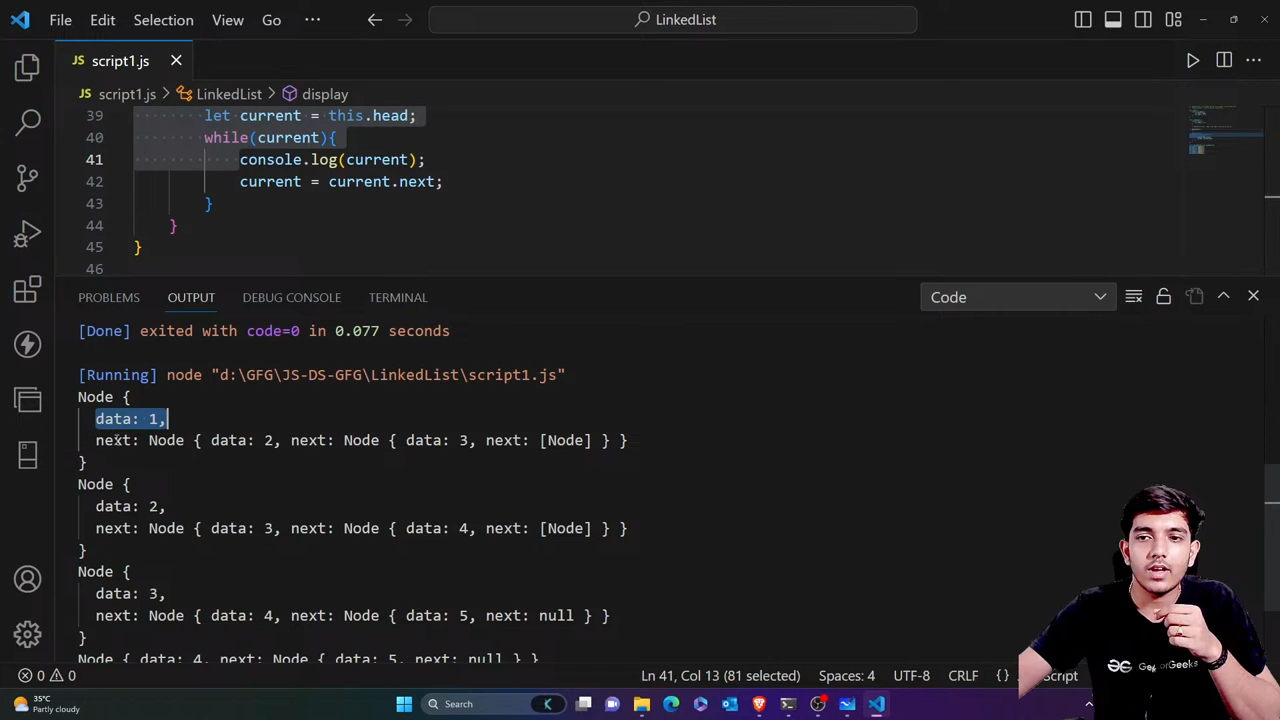 File Edit Selection View Go ··· LinkedList
JS script1.js
JS script1.js > LinkedList > display
39 let current = this.head;
40 while(current){
41 console.log(current);
42 current = current.next;
43 }
44 }
45 }
46
PROBLEMS OUTPUT DEBUG CONSOLE TERMINAL Code
[Done] exited with code=0 in 0.077 seconds
[Running] node "d:\GFG\JS-DS-GFG\LinkedList\script1.js"
Node {
data: 1,
next: Node { data: 2, next: Node { data: 3, next: [Node] } }
}
Node {
data: 2,
next: Node { data: 3, next: Node { data: 4, next: [Node] } }
}
Node {
data: 3,
next: Node { data: 4, next: Node { data: 5, next: null } }
}
Node { data: 4, next: Node { data: 5, next: null } }
0 0 Ln 41, Col 13 (81 selected) Spaces: 4 UTF-8 CRLF {} Script
35°C
Partly cloudy
Search